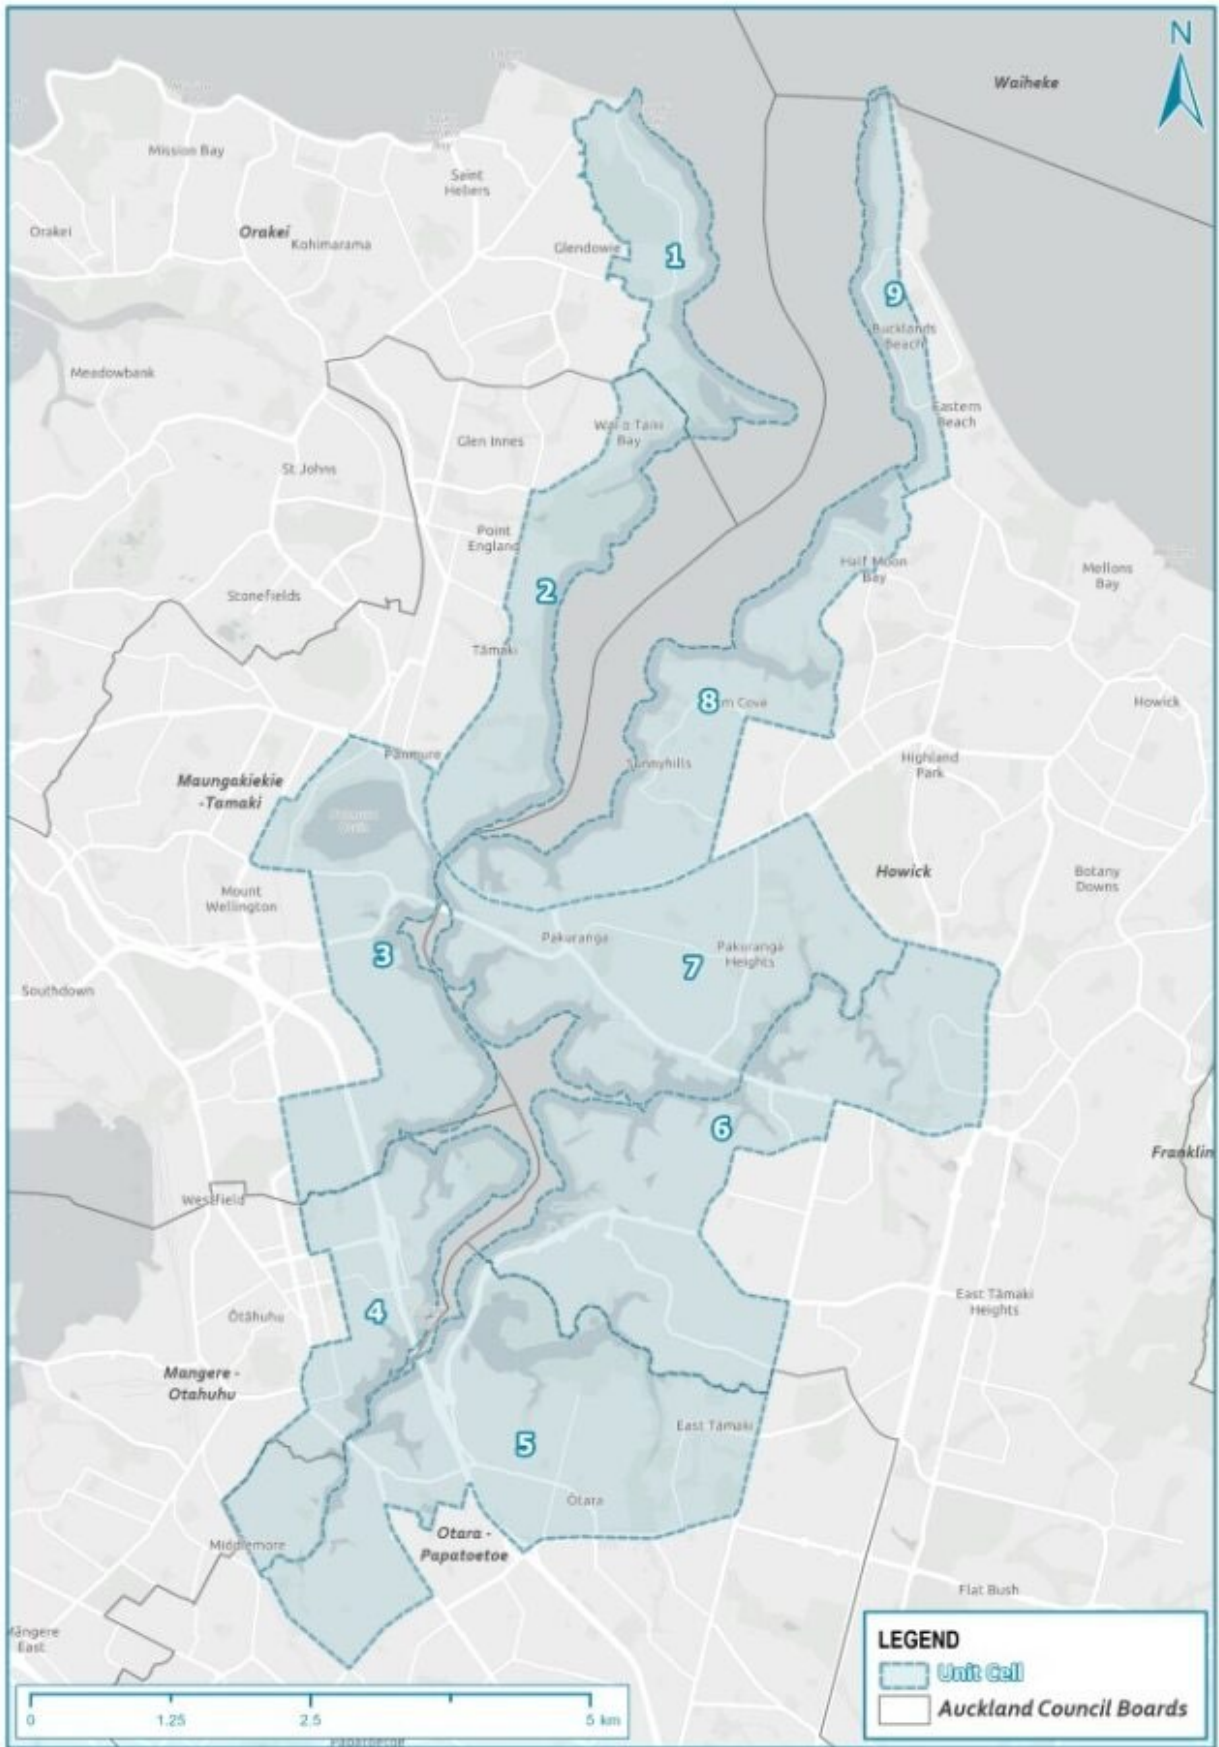 N
Waiheke
Mission Bay
Saint
Heliers
Orakei
Orakei
Kohimarama
Glendowie
1
9
Bucklands
Beach
Meadowbank
Eastern
Beach
Wai o Taiki
Bay
Glen Innes
St Johns
Point
England
Half Moon
Bay
Mellons
Bay
2
Stonefields
Tāmaki
8
Howick
Sunnyhills
Panmure
Highland
Park
Maungakiekie
-Tamaki
Howick
Botany
Downs
Mount
Wellington
Pakuranga
3
Pakuranga
Heights
7
Southdown
6
Franklin
Westfield
East Tāmaki
Heights
4
Ōtāhuhu
Mangere -
Otahuhu
East Tāmaki
5
Ōtara
Middlemore
Otara -
Papatoetoe
Flat Bush
Māngere
East
LEGEND
Unit Cell
Auckland Council Boards
0 1.25 2.5 5 km
Papatoetoe